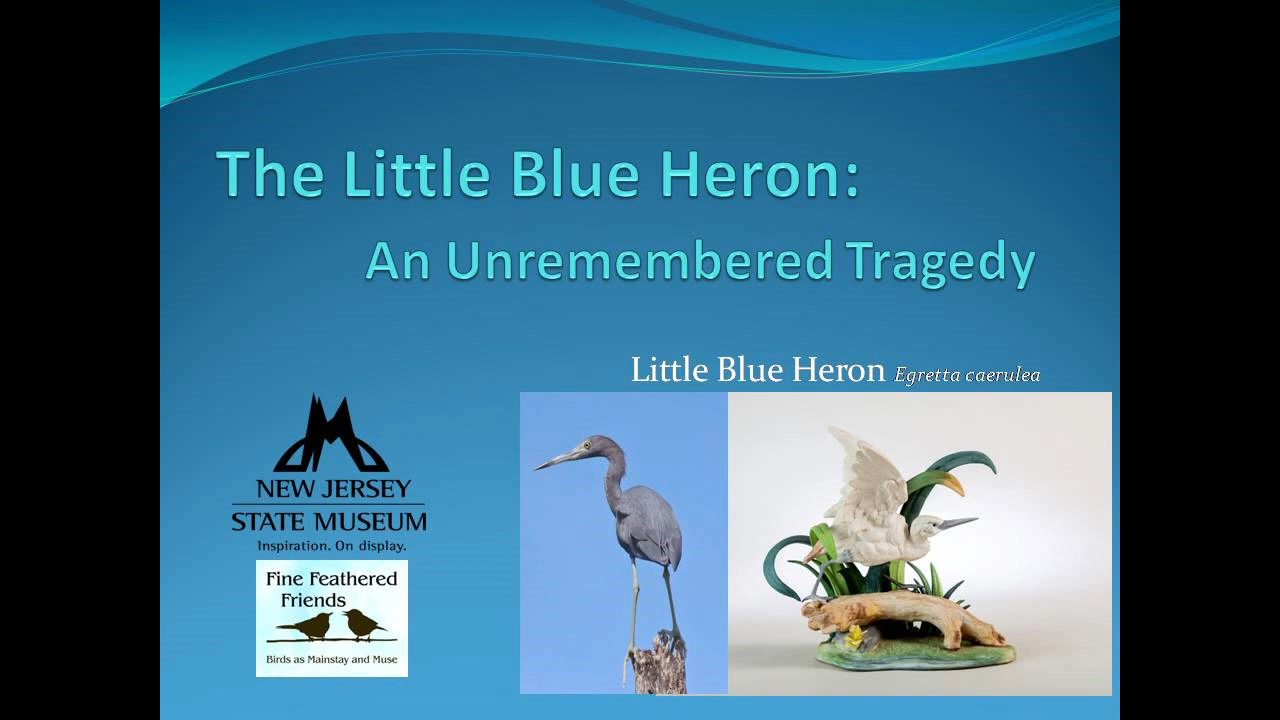 The Little Blue Heron:
An Unremembered Tragedy
Little Blue Heron Egretta caerulea
NEW JERSEY
STATE MUSEUM
Inspiration. On display.
Fine Feathered
Friends
Birds as Mainstay and Muse